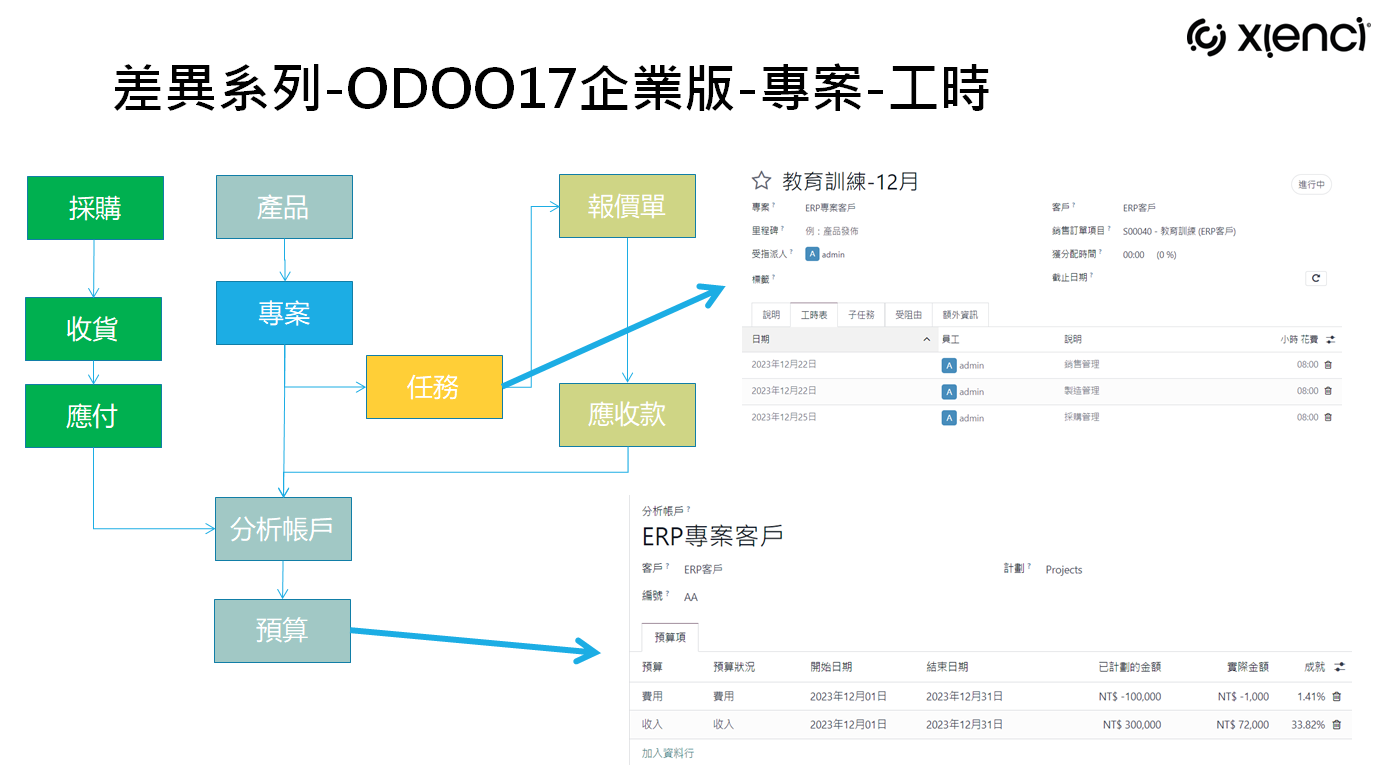 xienci
差異系列-ODOO17企業版-專案-工時
採購
產品
報價單
收貨
專案
應付
任務
應收款
分析帳戶
預算
教育訓練-12月
進行中
專案 ? ERP專案客戶
客戶 ? ERP客戶
里程碑 ? 例：產品發佈
銷售訂單項目 ? S00040 - 教育訓練 (ERP客戶)
受指派人 ? A admin
獲分配時間 ? 00:00 (0 %)
標籤 ?
截止日期 ?
說明 工時表 子任務 受阻由 額外資訊
日期 員工 說明 小時 花費
2023年12月22日 A admin 銷售管理 08:00
2023年12月22日 A admin 製造管理 08:00
2023年12月25日 A admin 採購管理 08:00
分析帳戶 ?
ERP專案客戶
客戶 ? ERP客戶
計劃 ? Projects
編號 ? AA
預算項
預算 預算狀況 開始日期 結束日期 已計劃的金額 實際金額 成就
費用 費用 2023年12月01日 2023年12月31日 NT$ -100,000 NT$ -1,000 1.41%
收入 收入 2023年12月01日 2023年12月31日 NT$ 300,000 NT$ 72,000 33.82%
加入資料行